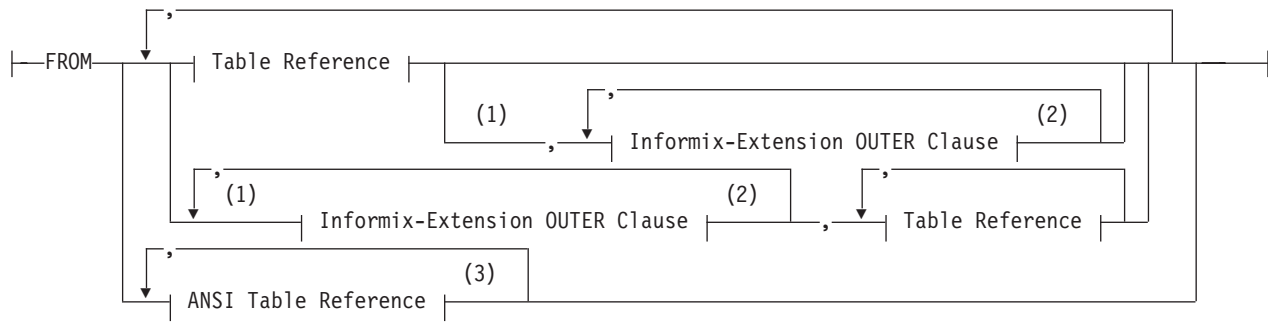 ,
FROM Table Reference
,
(1) (2)
, Informix-Extension OUTER Clause
, ,
(1) (2)
Informix-Extension OUTER Clause , Table Reference
,
(3)
ANSI Table Reference